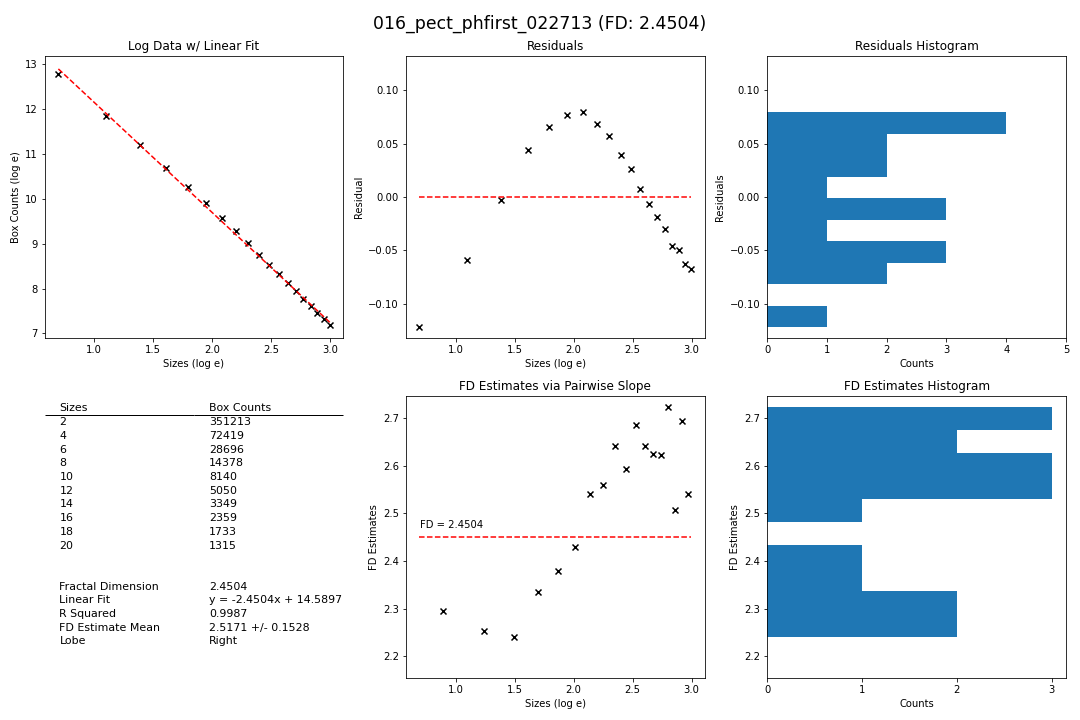 016_pect_phfirst_022713 (FD: 2.4504)
Log Data w/ Linear Fit
13
12
11
10
9
8
7
Box Counts (log e)
1.0 1.5 2.0 2.5 3.0
Sizes (log e)
Residuals
0.10
0.05
0.00
−0.05
−0.10
Residual
1.0 1.5 2.0 2.5 3.0
Sizes (log e)
Residuals Histogram
0.10
0.05
0.00
−0.05
−0.10
Residuals
0 1 2 3 4 5
Counts
Sizes Box Counts
2 351213
4 72419
6 28696
8 14378
10 8140
12 5050
14 3349
16 2359
18 1733
20 1315
Fractal Dimension 2.4504
Linear Fit y = -2.4504x + 14.5897
R Squared 0.9987
FD Estimate Mean 2.5171 +/- 0.1528
Lobe Right
FD Estimates via Pairwise Slope
2.7
2.6
2.5
2.4
2.3
2.2
FD Estimates
FD = 2.4504
1.0 1.5 2.0 2.5 3.0
Sizes (log e)
FD Estimates Histogram
2.7
2.6
2.5
2.4
2.3
2.2
FD Estimates
0 1 2 3
Counts